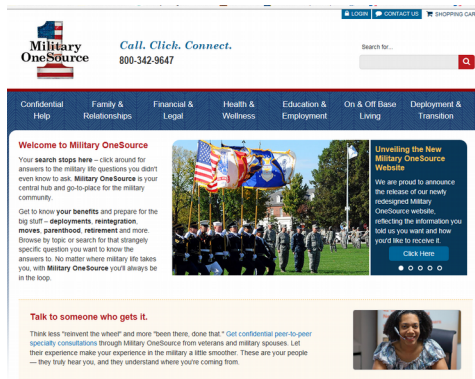 LOGIN
CONTACT US
SHOPPING CAR
Military
OneSource
Call. Click. Connect.
800-342-9647
Search for...
Confidential
Help
Family &
Relationships
Financial &
Legal
Health &
Wellness
Education &
Employment
On & Off Base
Living
Deployment &
Transition
Welcome to Military OneSource
Your search stops here – click around for
answers to the military life questions you didn't
even know to ask. Military OneSource is your
central hub and go-to-place for the military
community.
Get to know your benefits and prepare for the
big stuff – deployments, reintegration,
moves, parenthood, retirement and more.
Browse by topic or search for that strangely
specific question you want to know the
answers to. No matter where military life takes
you, with Military OneSource you'll always be
in the loop.
Unveiling the New
Military OneSource
Website
We are proud to announce
the release of our newly
redesigned Military
OneSource website,
reflecting the information you
told us you want and how
you'd like to receive it.
Click Here
Talk to someone who gets it.
Think less "reinvent the wheel" and more "been there, done that." Get confidential peer-to-peer
specialty consultations through Military OneSource from veterans and military spouses. Let
their experience make your experience in the military a little smoother. These are your people
— they truly hear you, and they understand where you're coming from.